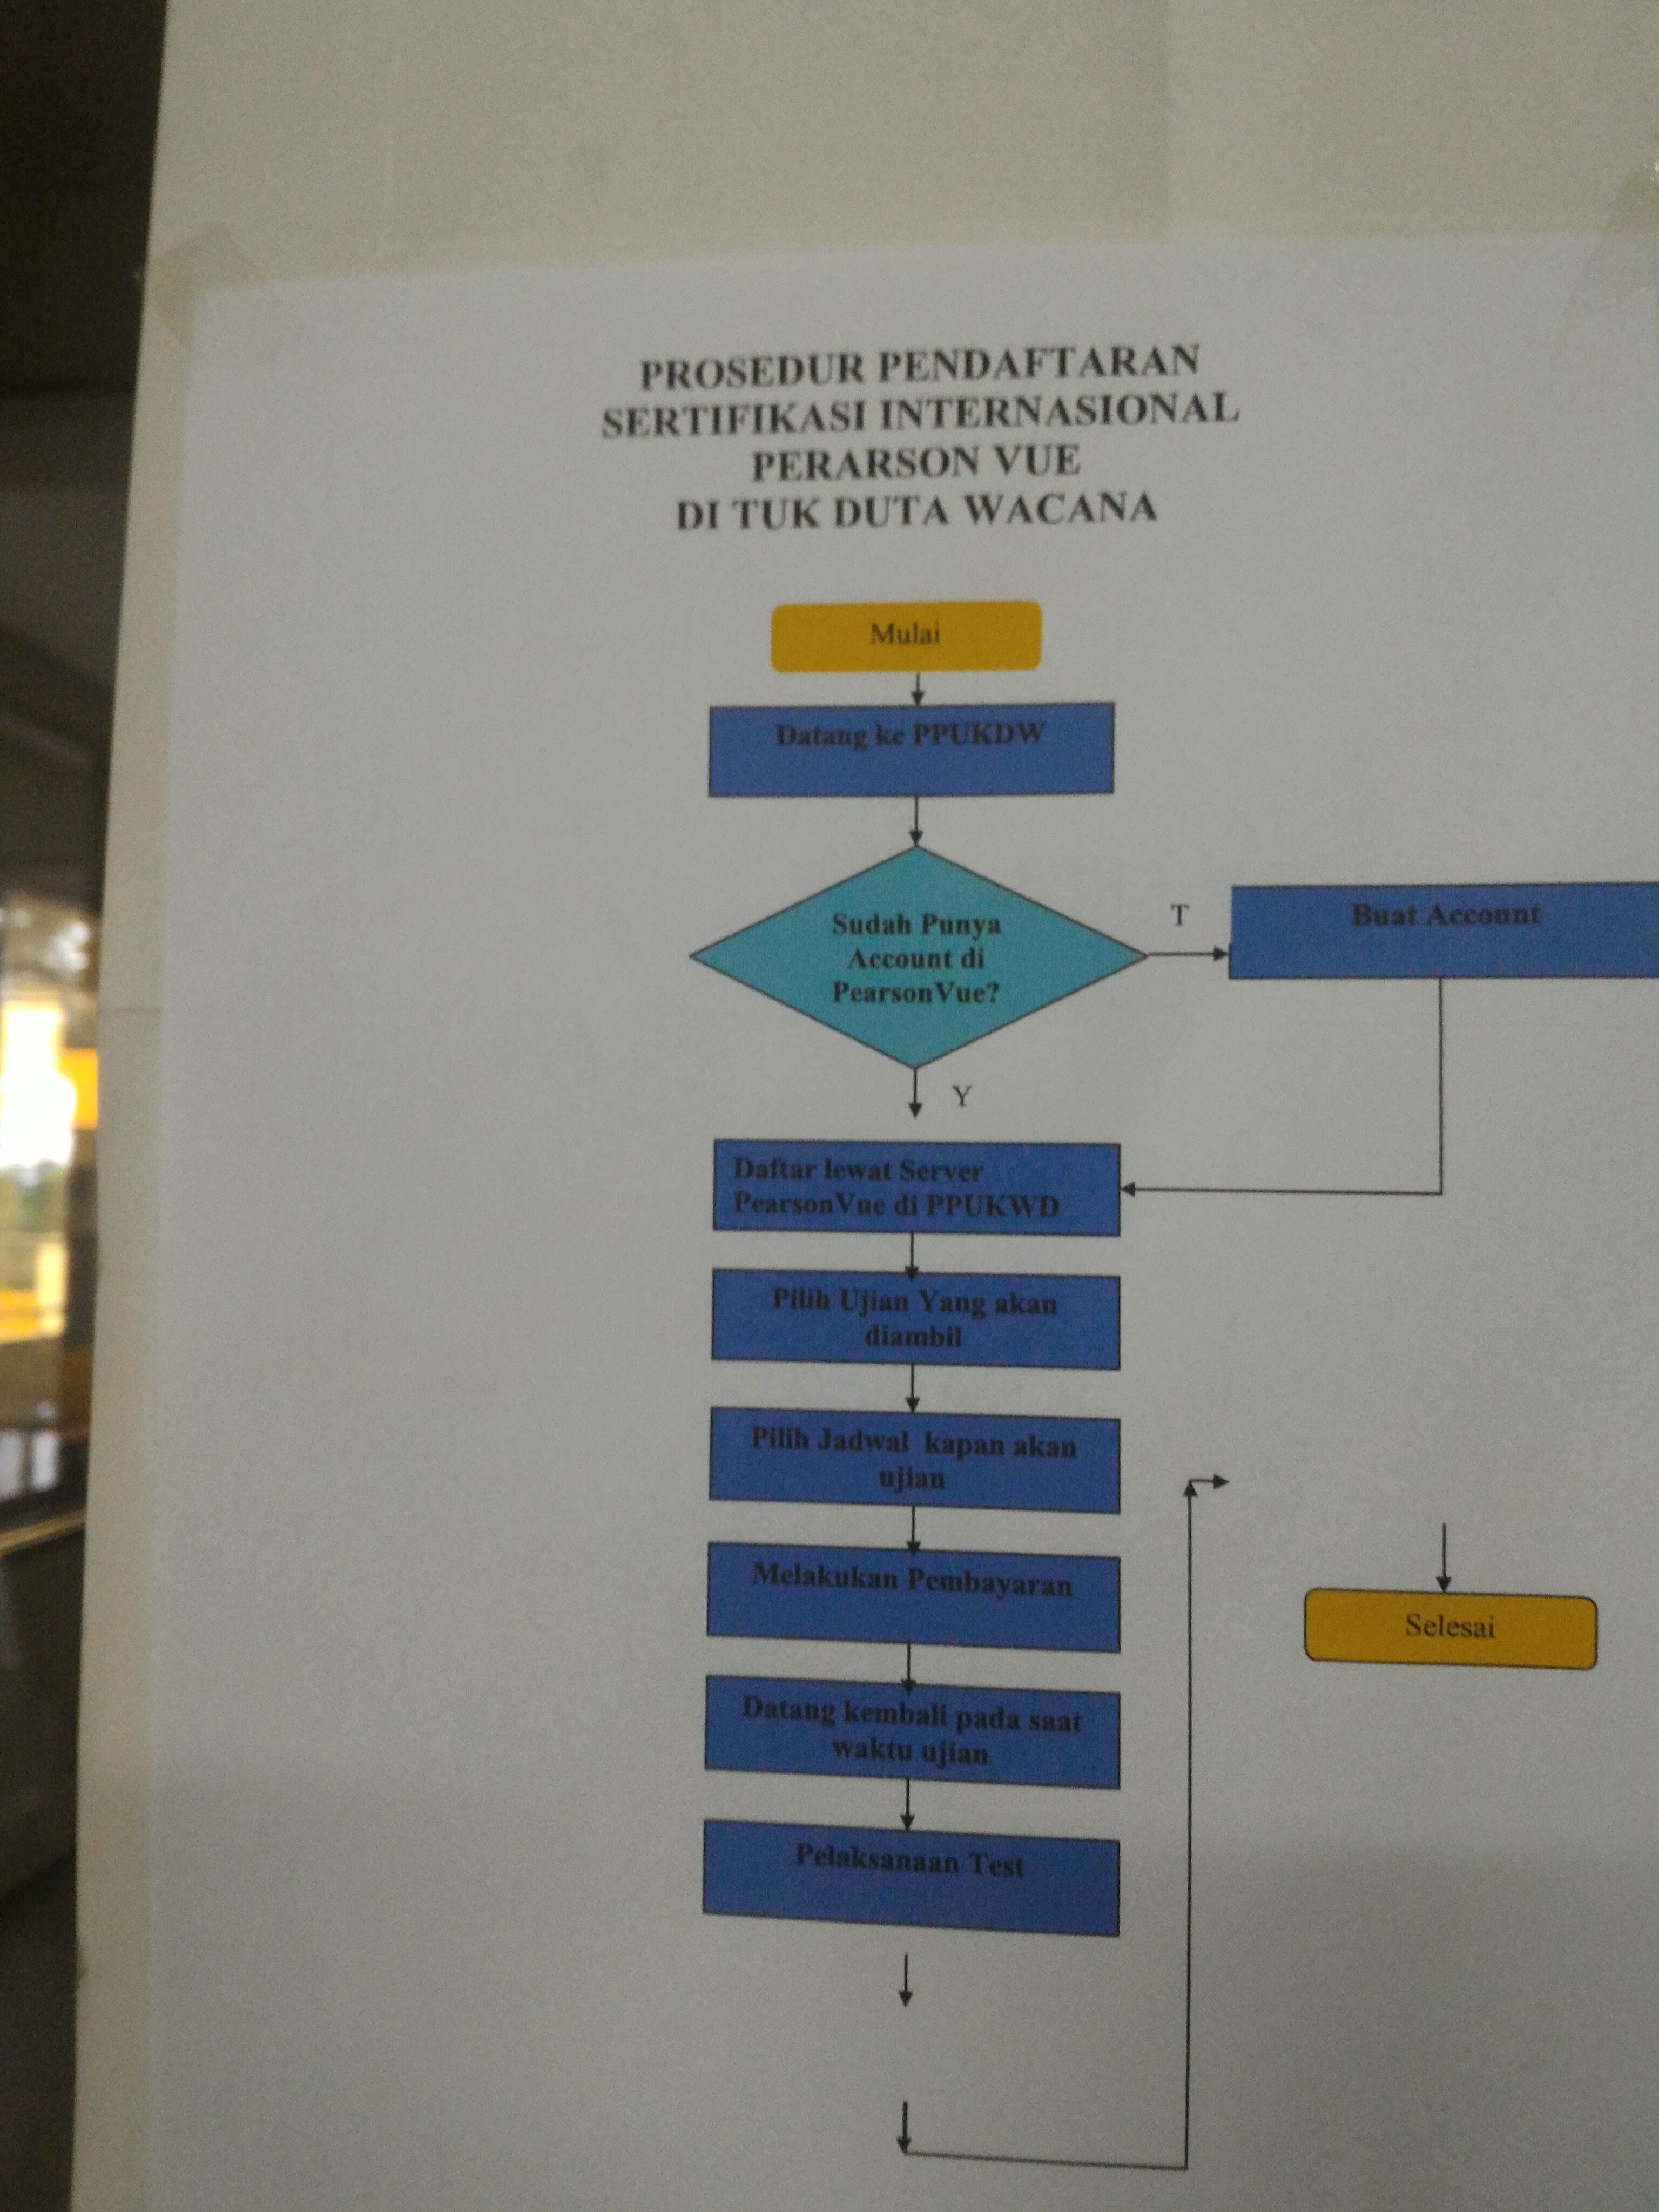 PROSEDUR PENDAFTARAN
SERTIFIKASI INTERNASIONAL
PERARSON VUE
DI TUK DUTA WACANA
Mulai
Datang ke PPUKDW
Sudah Punya
Account di
PearsonVue?
T
Buat Account
Y
Daftar lewat Server
PearsonVue di PPUKWD
Pilih Ujian Yang akan
diambil
Pilih Jadwal kapan akan
ujian
Melakukan Pembayaran
Datang kembali pada saat
waktu ujian
Pelaksanaan Test
Selesai